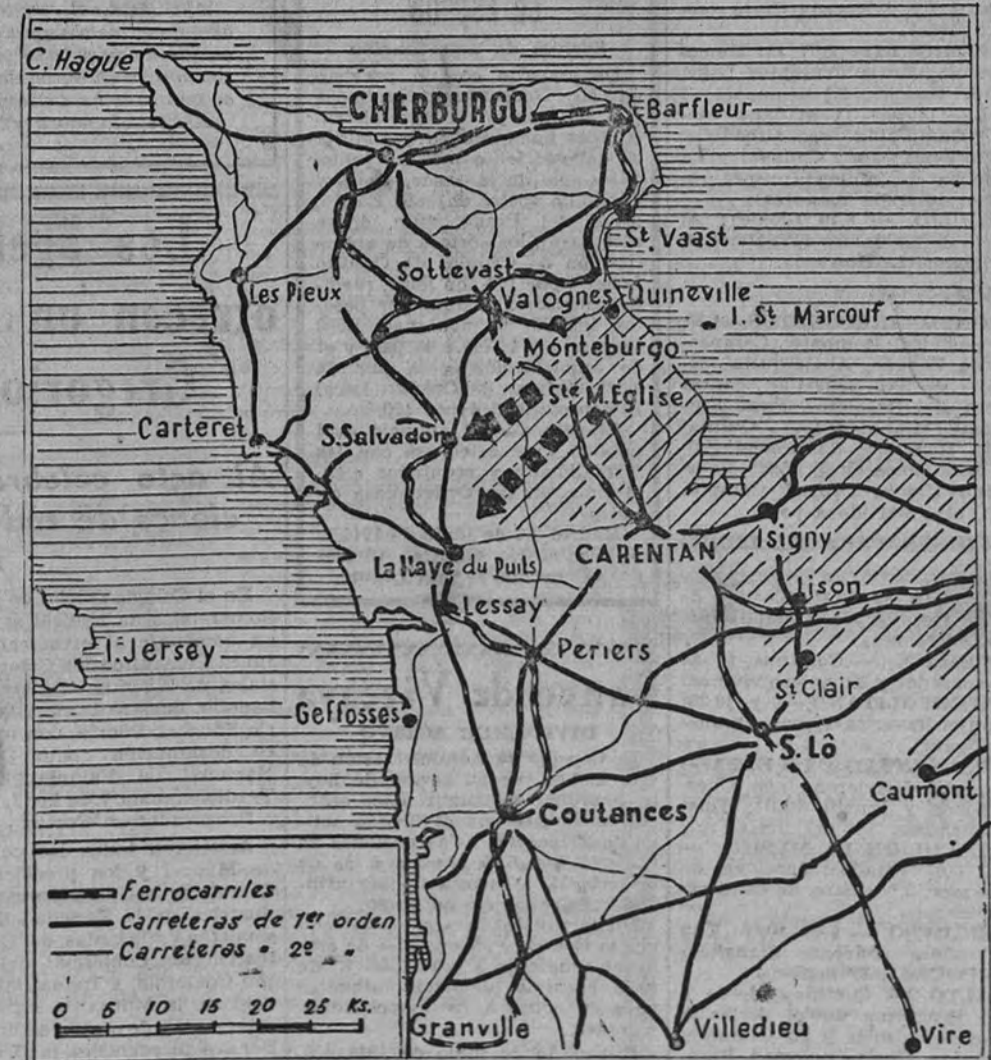 C. Hague
CHERBURGO
Barfleur
St. Vaast
Sottevast
Les Pieux
Valognes
Quineville
I. St Marcouf
Monteburgo
Ste M. Eglise
Carteret
S. Salvador
CARENTAN
Isigny
La Haye du Puits
Lison
Lessay
I. Jersey
Periers
St Clair
Geffosses
S. Lô
Caumont
Coutances
Ferrocarriles
Carreteras de 1er orden
Carreteras " 2º "
0 5 10 15 20 25 Ks.
Granville
Villedieu
Vire